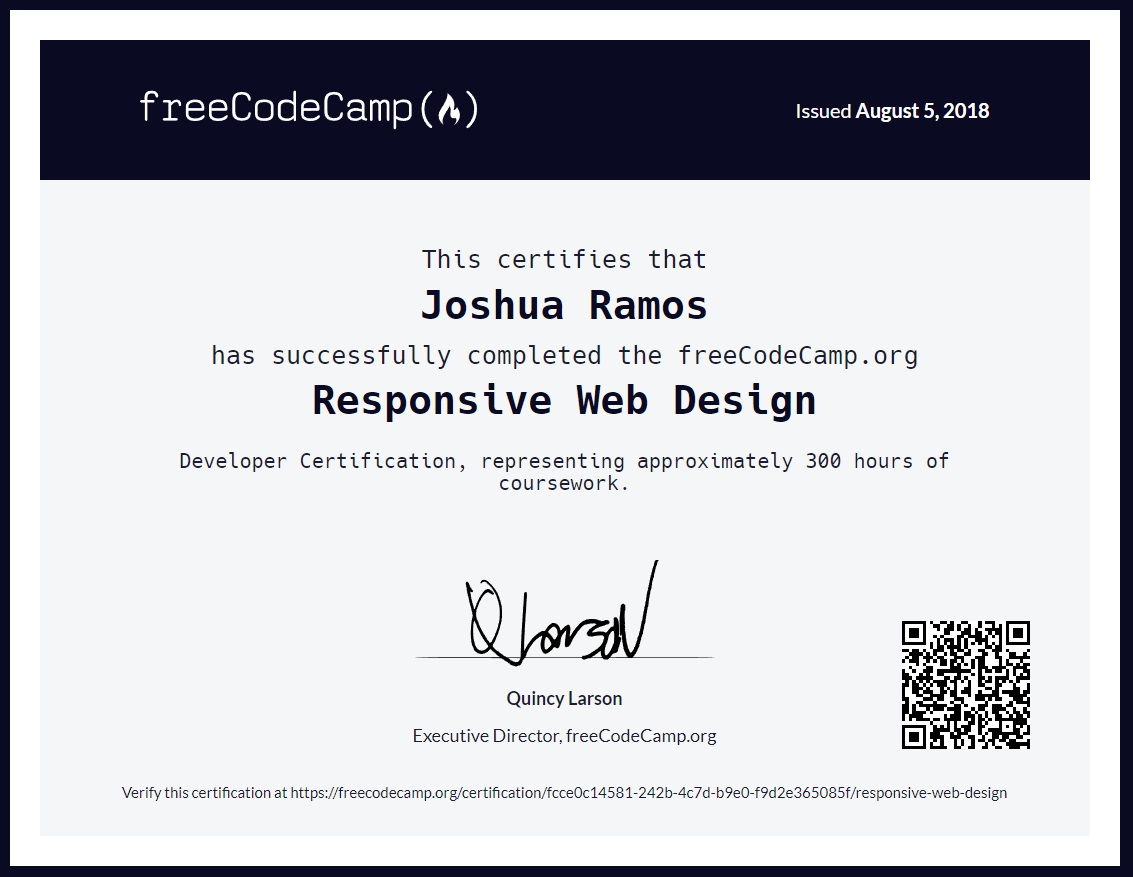 freeCodeCamp(🔥)
Issued August 5, 2018
This certifies that
Joshua Ramos
has successfully completed the freeCodeCamp.org
Responsive Web Design
Developer Certification, representing approximately 300 hours of
coursework.
Q Larson
Quincy Larson
Executive Director, freeCodeCamp.org
Verify this certification at https://freecodecamp.org/certification/fcce0c14581-242b-4c7d-b9e0-f9d2e365085f/responsive-web-design